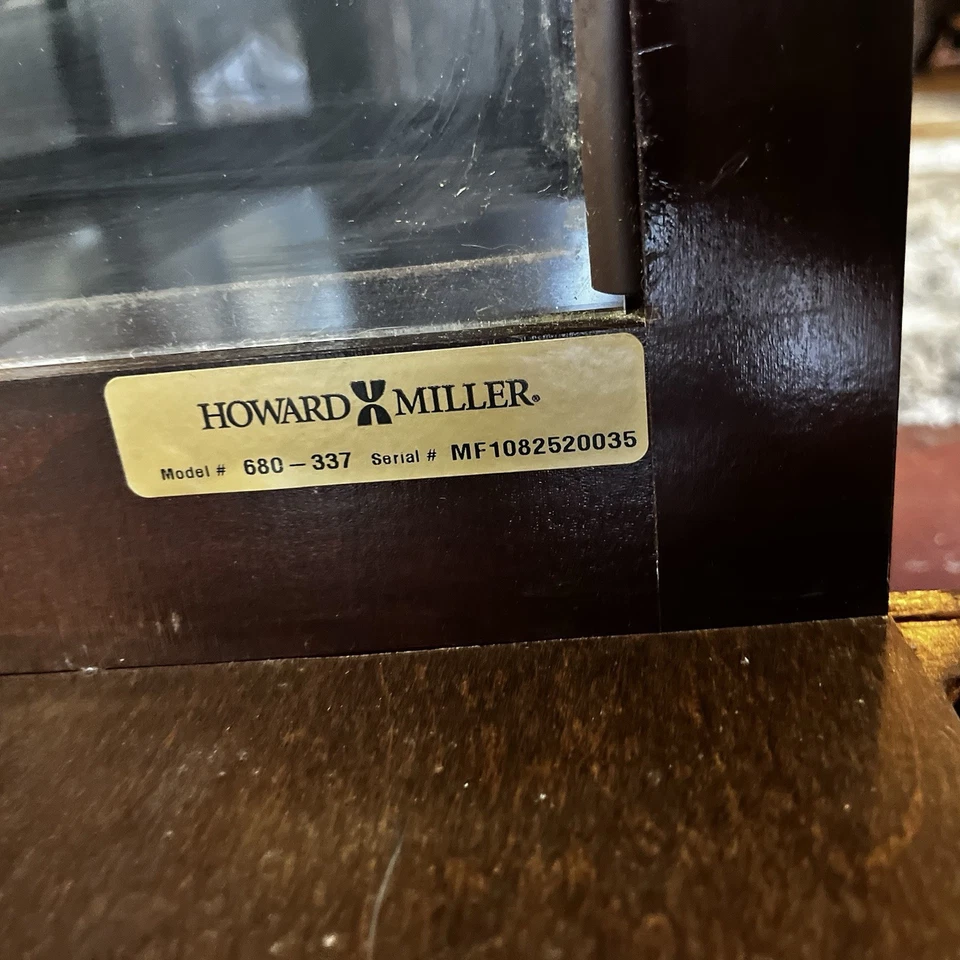 HOWARD MILLER®
Model # 680-337 Serial # MF1082520035